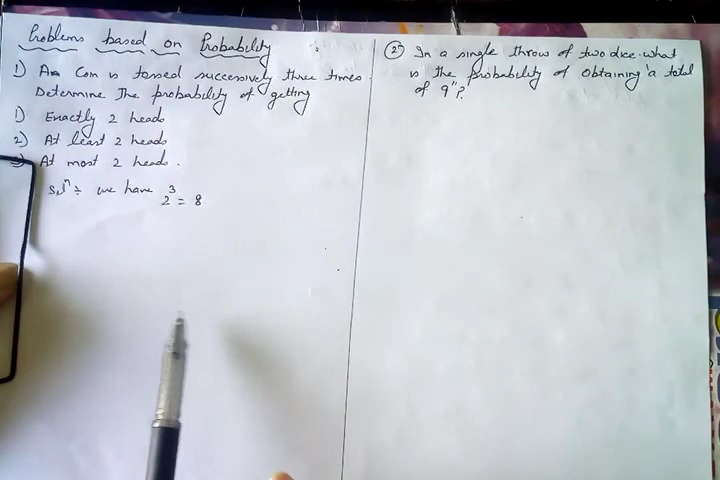 Problems based on Probability
1) A Coin is tossed successively three times.
Determine The probability of getting
1) Exactly 2 heads
2) At least 2 heads
3) At most 2 heads.
Solⁿ ÷ we have 2³ = 8
② In a single throw of two dice. what
is the probability of obtaining "a total
of 9"?